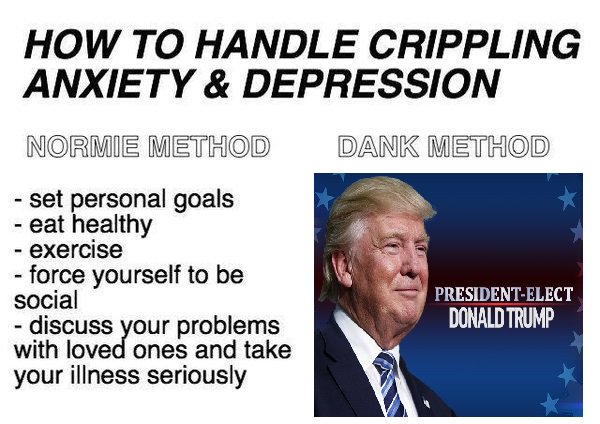 HOW TO HANDLE CRIPPLING
ANXIETY & DEPRESSION
NORMIE METHOD
DANK METHOD
- set personal goals
- eat healthy
- exercise
- force yourself to be
social
- discuss your problems
with loved ones and take
your illness seriously
PRESIDENT-ELECT
DONALD TRUMP